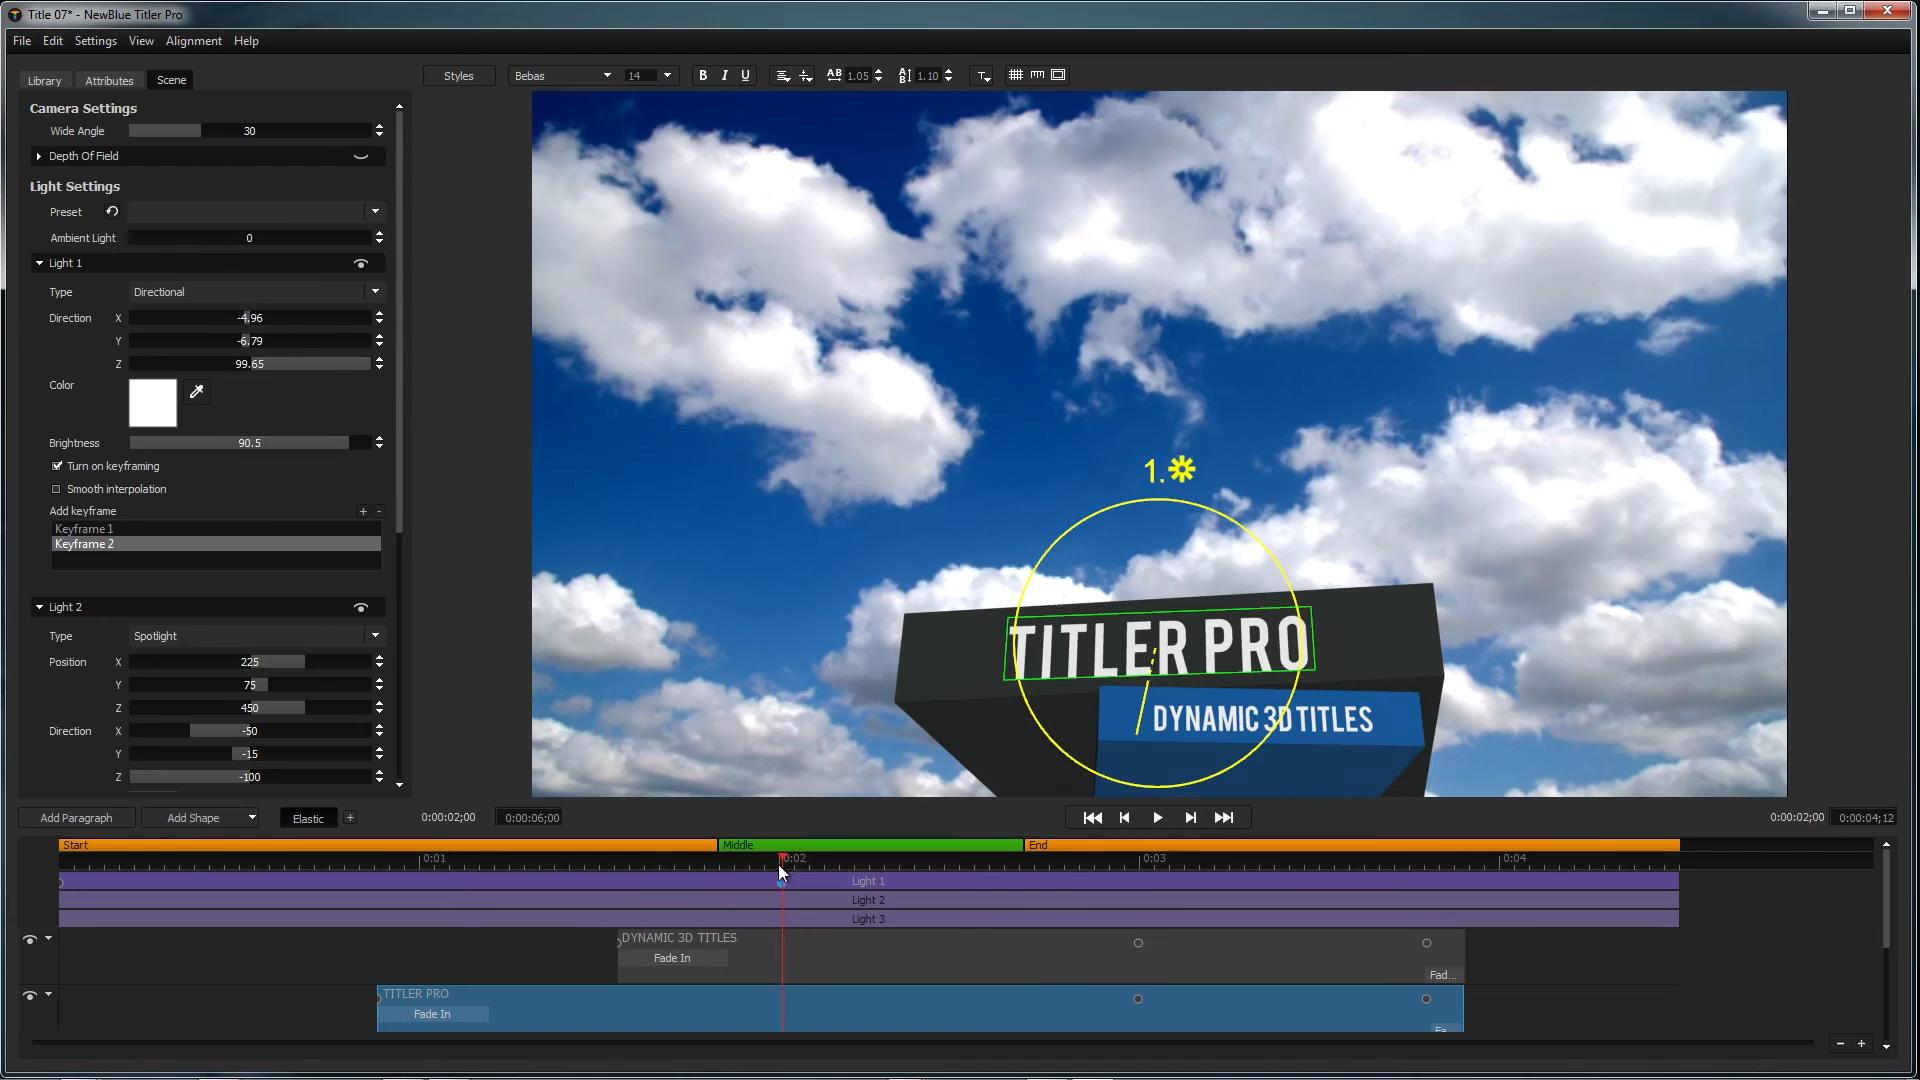 Title 07* - NewBlue Titler Pro
File Edit Settings View Alignment Help
Library Attributes Scene
Styles Bebas 14 B I U AB 1.05 1.10
Camera Settings
Wide Angle 30
Depth Of Field
Light Settings
Preset
Ambient Light 0
Light 1
Type Directional
Direction X -4.96
Y -6.79
Z 99.65
Color
Brightness 90.5
Turn on keyframing
Smooth interpolation
Add keyframe + -
Keyframe 1
Keyframe 2
Light 2
Type Spotlight
Position X 225
Y 75
Z 450
Direction X -50
Y -15
Z -100
1.
TITLER PRO
DYNAMIC 3D TITLES
Add Paragraph Add Shape Elastic + 0:00:02;00 0:00:06;00 0:00:02;00 0:00:04;12
Start Middle End
0:01 0:02 0:03 0:04
Light 1
Light 2
Light 3
DYNAMIC 3D TITLES
Fade In Fad...
TITLER PRO
Fade In Fa...
- +